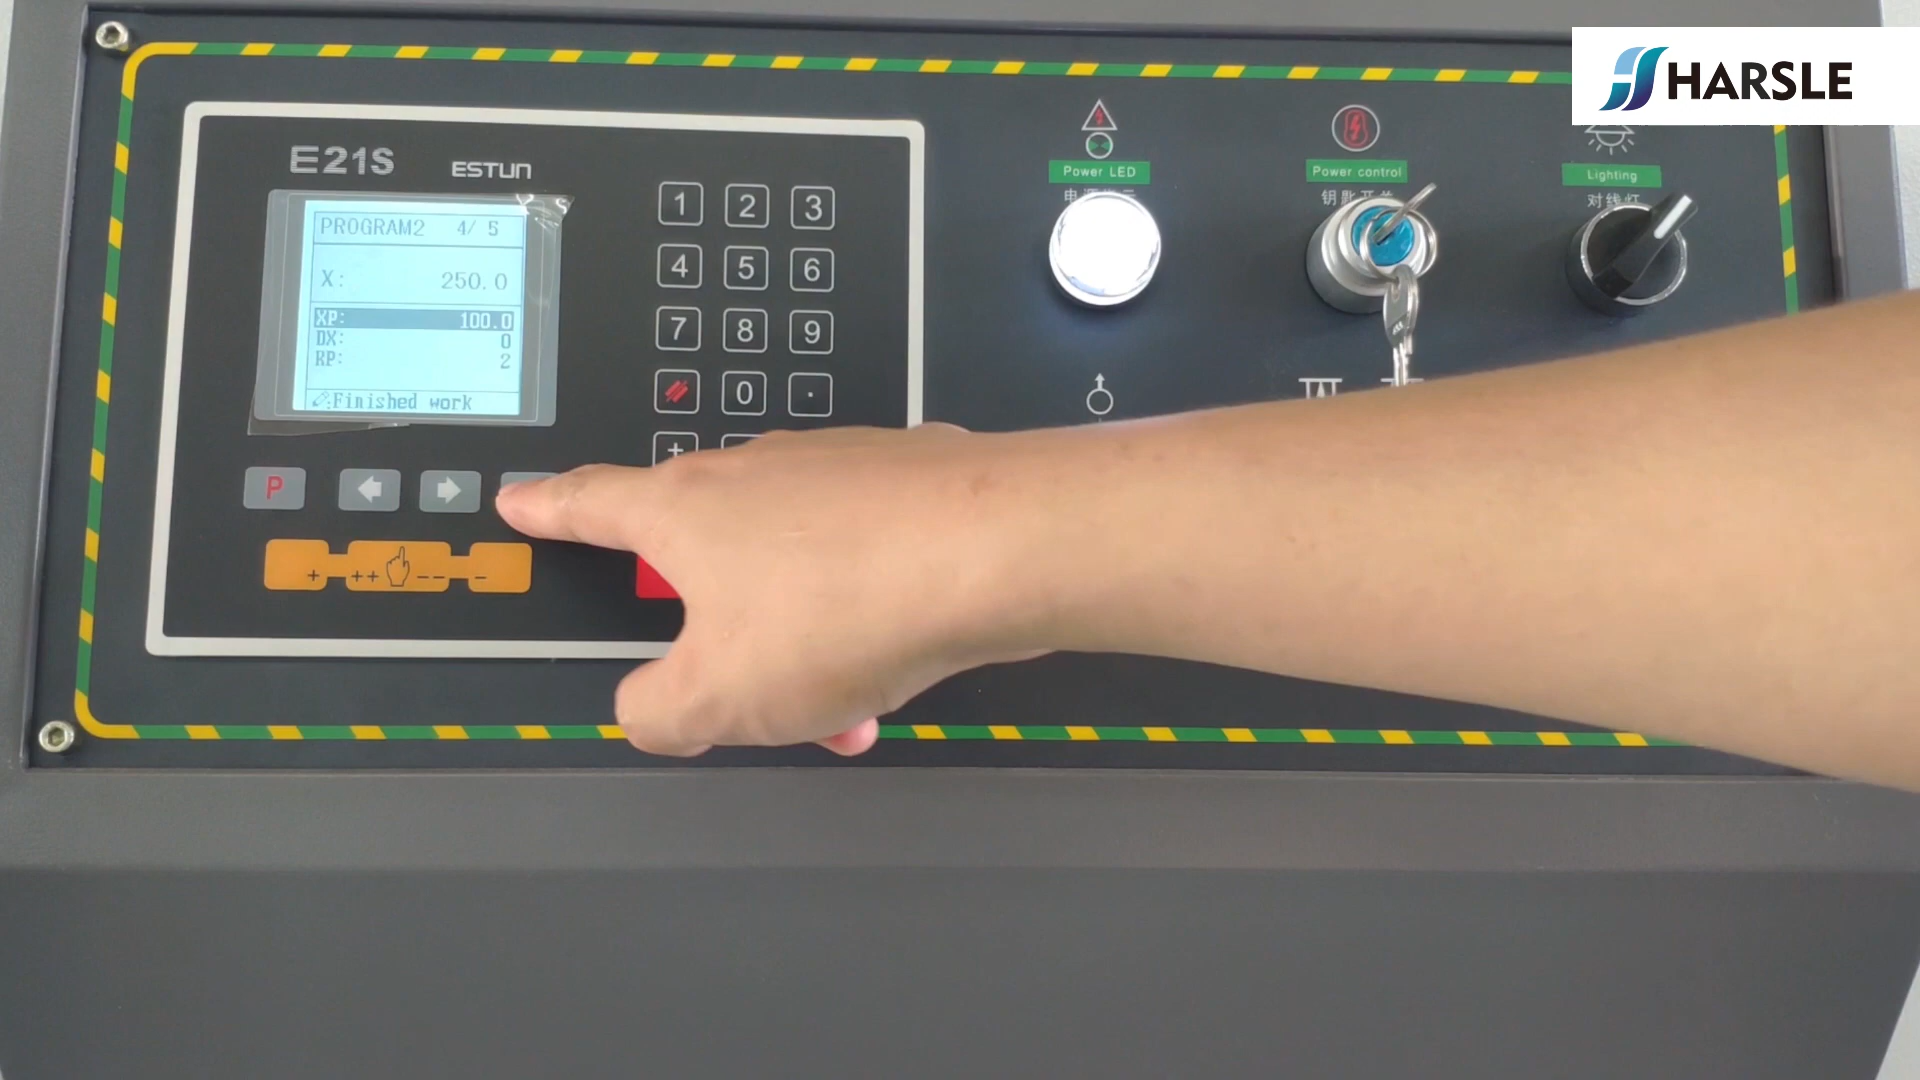 HARSLE
E21S ESTUN
PROGRAM2 4/ 5
X: 250.0
XP: 100.0
DX: 0
RP: 2
:Finished work
1 2 3
4 5 6
7 8 9
0 .
+
P
+ ++ -- -
Power LED
Power control
钥匙开关
Lighting
对线灯